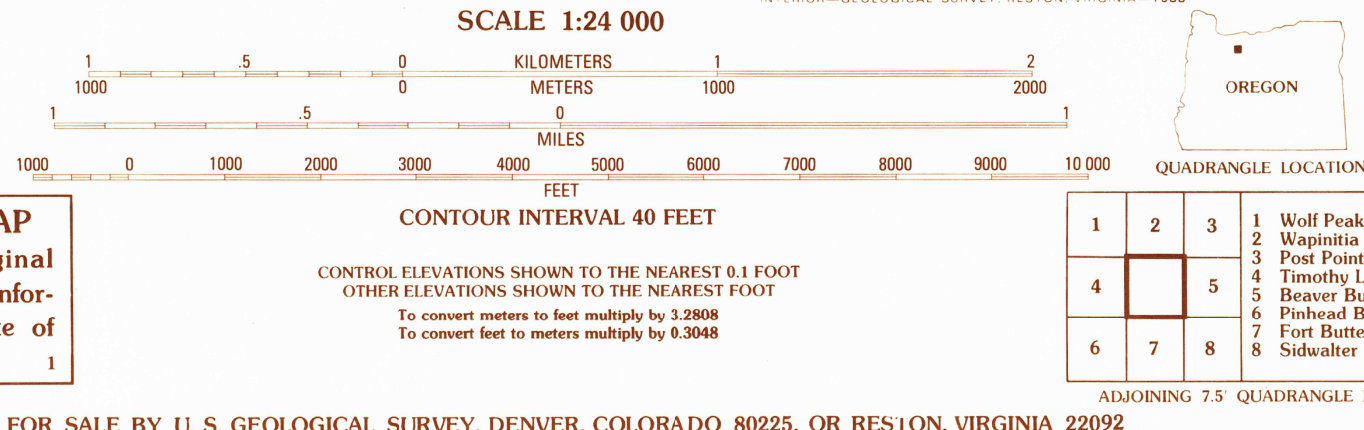 INTERIOR—GEOLOGICAL SURVEY, RESTON, VIRGINIA—
SCALE 1:24 000
1 .5 0 KILOMETERS 1 2
1000 0 METERS 1000 2000
1 .5 0 1
MILES
1000 0 1000 2000 3000 4000 5000 6000 7000 8000 9000 10 000
FEET
CONTOUR INTERVAL 40 FEET
CONTROL ELEVATIONS SHOWN TO THE NEAREST 0.1 FOOT
OTHER ELEVATIONS SHOWN TO THE NEAREST FOOT
To convert meters to feet multiply by 3.2808
To convert feet to meters multiply by 0.3048
AP
ginal
nfor-
te of
1
OREGON
QUADRANGLE LOCATION
1 2 3
4 5
6 7 8
1 Wolf Peak
2 Wapinitia
3 Post Point
4 Timothy L
5 Beaver Bu
6 Pinhead B
7 Fort Butte
8 Sidwalter
ADJOINING 7.5' QUADRANGLE
FOR SALE BY U S GEOLOGICAL SURVEY, DENVER, COLORADO 80225, OR RESTON, VIRGINIA 22092